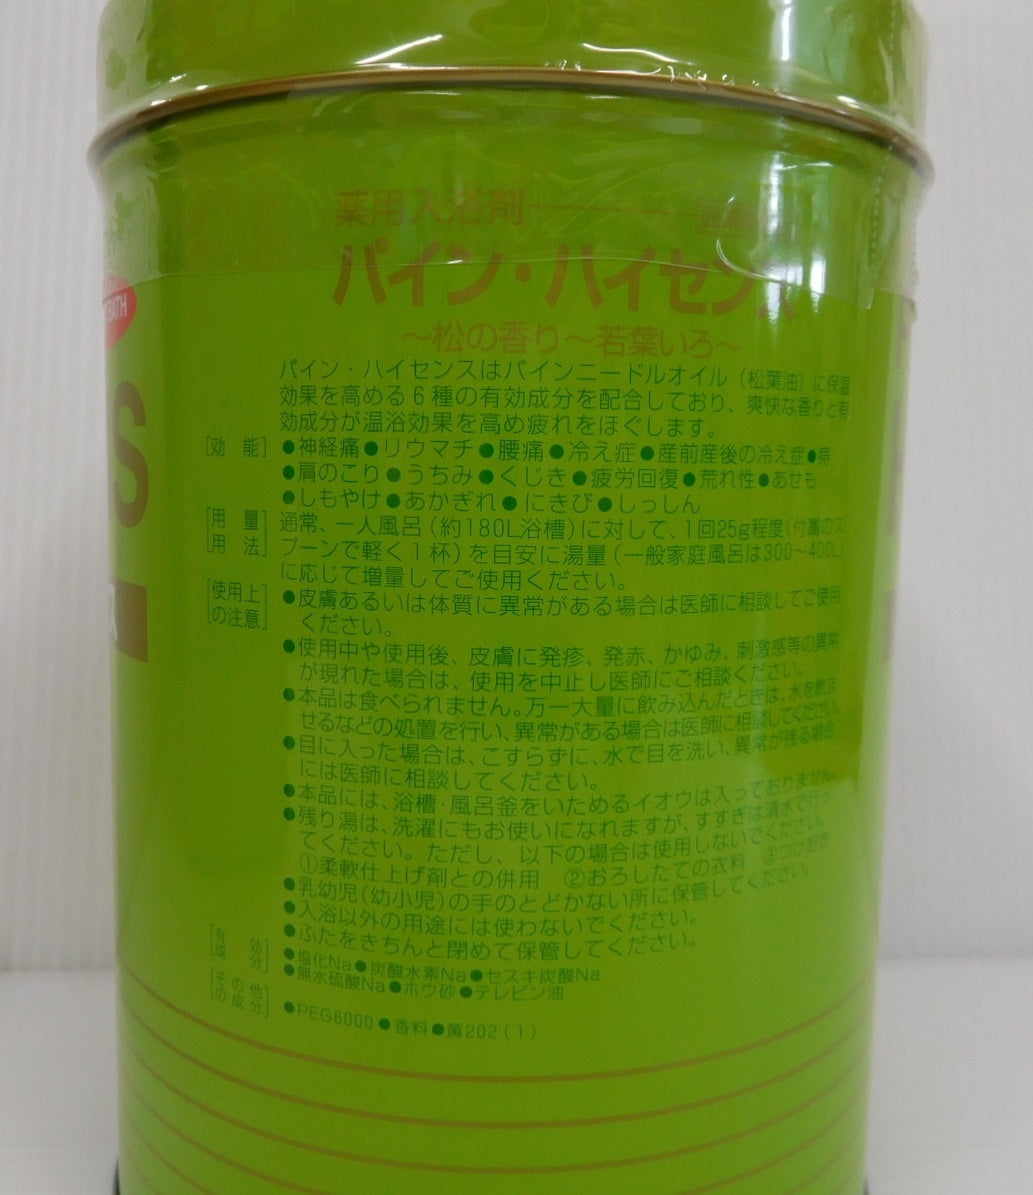 薬用入浴剤
パイン・ハイセンス
～松の香り～若葉いろ～
BATH
S
ス
パイン・ハイセンスはパインニードルオイル（松葉油）に保温
効果を高める6種の有効成分を配合しており、爽快な香りと有
効成分が温浴効果を高め疲れをほぐします。
[効 能] ●神経痛●リウマチ●腰痛●冷え症●産前産後の冷え症●痔
●肩のこり●うちみ●くじき●疲労回復●荒れ性●あせも
●しもやけ●あかぎれ●にきび●しっしん
[用 量 用 法] 通常、一人風呂（約180L浴槽）に対して、1回25g程度（付属のス
プーンで軽く1杯）を目安に湯量（一般家庭風呂は300～400L）
に応じて増量してご使用ください。
[使用上の注意] ●皮膚あるいは体質に異常がある場合は医師に相談してご使用
ください。
●使用中や使用後、皮膚に発疹、発赤、かゆみ、刺激感等の異常
が現れた場合は、使用を中止し医師にご相談ください。
●本品は食べられません。万一大量に飲み込んだときは、水を飲ま
せるなどの処置を行い、異常がある場合は医師に相談してください。
●目に入った場合は、こすらずに、水で目を洗い、異常が残る場合
には医師に相談してください。
●本品には、浴槽・風呂釜をいためるイオウは入っておりません。
●残り湯は、洗濯にもお使いになれますが、すすぎは清水で行っ
てください。ただし、以下の場合は使用しないでください。
①柔軟仕上げ剤との併用 ②おろしたての衣料 ③つけおき
●乳幼児（幼小児）の手のとどかない所に保管してください。
●入浴以外の用途には使わないでください。
●ふたをきちんと閉めて保管してください。
[有 効 成 分] ●塩化Na●炭酸水素Na●セスキ炭酸Na
●無水硫酸Na●ホウ砂●テレビン油
[その他の成分] ●PEG6000●香料●黄202（1）